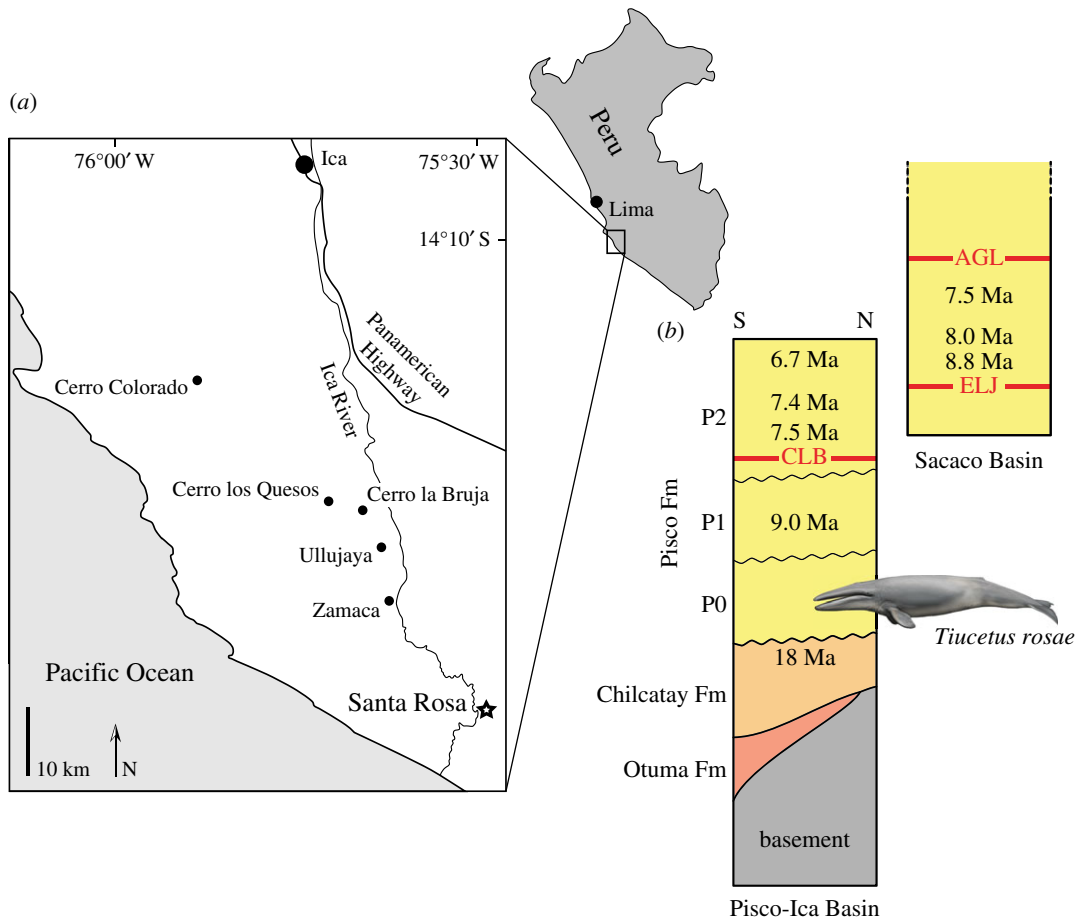 (a)
76°00′ W
Ica
75°30′ W
14°10′ S
Panamerican
Highway
Ica River
Cerro Colorado
Cerro los Quesos
Cerro la Bruja
Ullujaya
Zamaca
Pacific Ocean
Santa Rosa
10 km
N
Peru
Lima
(b)
S
N
6.7 Ma
7.4 Ma
7.5 Ma
P2
CLB
Pisco Fm
P1
9.0 Ma
P0
Tiucetus rosae
18 Ma
Chilcatay Fm
Otuma Fm
basement
Pisco-Ica Basin
AGL
7.5 Ma
8.0 Ma
8.8 Ma
ELJ
Sacaco Basin